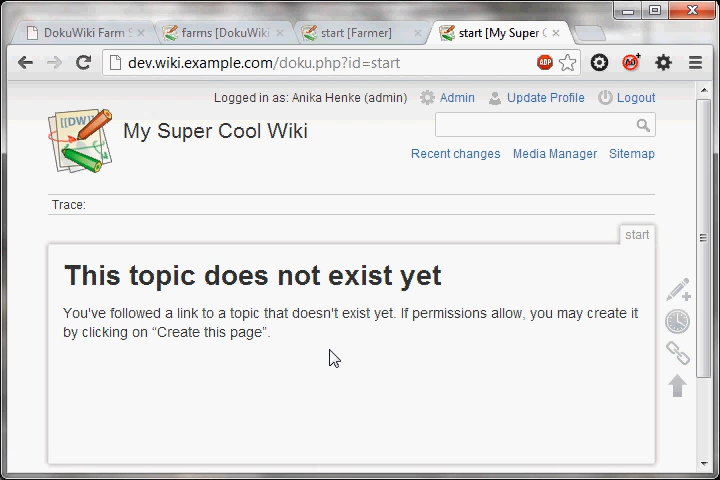 DokuWiki Farm S
farms [DokuWiki
start [Farmer]
start [My Super C
dev.wiki.example.com/doku.php?id=start
ABP
Logged in as: Anika Henke (admin) Admin Update Profile Logout
[[DW]]
My Super Cool Wiki
Recent changes Media Manager Sitemap
Trace:
start
This topic does not exist yet
You've followed a link to a topic that doesn't exist yet. If permissions allow, you may create it
by clicking on “Create this page”.